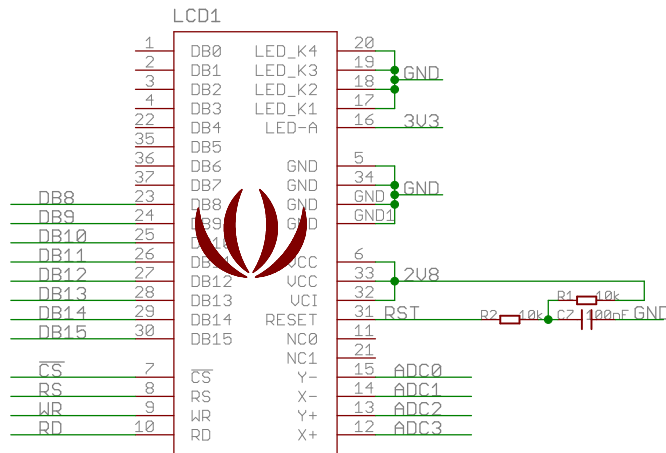 LCD1
1 DB0 LED_K4 20
2 DB1 LED_K3 19 GND
3 DB2 LED_K2 18
4 DB3 LED_K1 17
22 DB4 LED-A 16 3V3
35 DB5
36 DB6 GND 5
37 DB7 GND 34 GND
DB8 23 DB8 GND GND
DB9 24 DB9 GND GND1
DB10 25
DB11 26 VCC 6
DB12 27 DB12 VCC 33 2V8
DB13 28 DB13 VCI 32 R1 10k
DB14 29 DB14 RESET 31 RST R2 10k C7 100nF GND
DB15 30 DB15 NC0 11
NC1 21
CS 7 CS Y- 15 ADC0
RS 8 RS X- 14 ADC1
WR 9 WR Y+ 13 ADC2
RD 10 RD X+ 12 ADC3